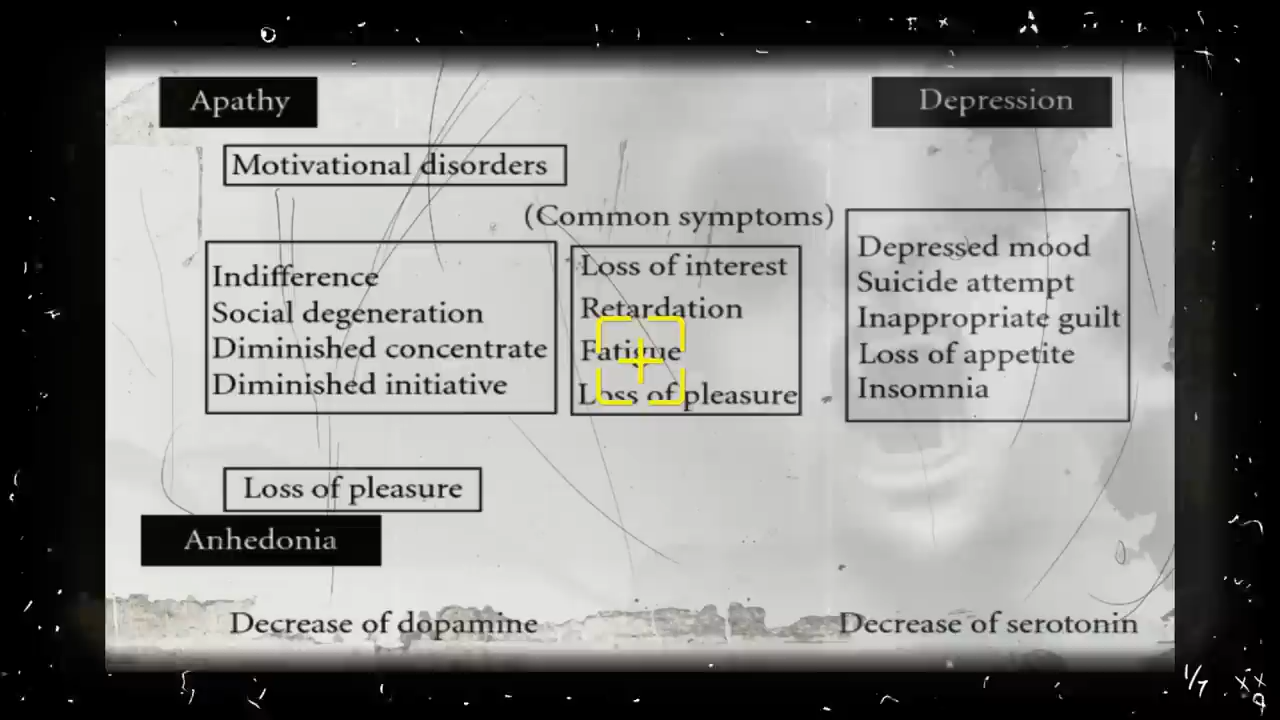 Apathy
Depression
Motivational disorders
(Common symptoms)
Indifference
Social degeneration
Diminished concentrate
Diminished initiative
Loss of interest
Retardation
Fatigue
Loss of pleasure
Depressed mood
Suicide attempt
Inappropriate guilt
Loss of appetite
Insomnia
Loss of pleasure
Anhedonia
Decrease of dopamine
Decrease of serotonin
1/7